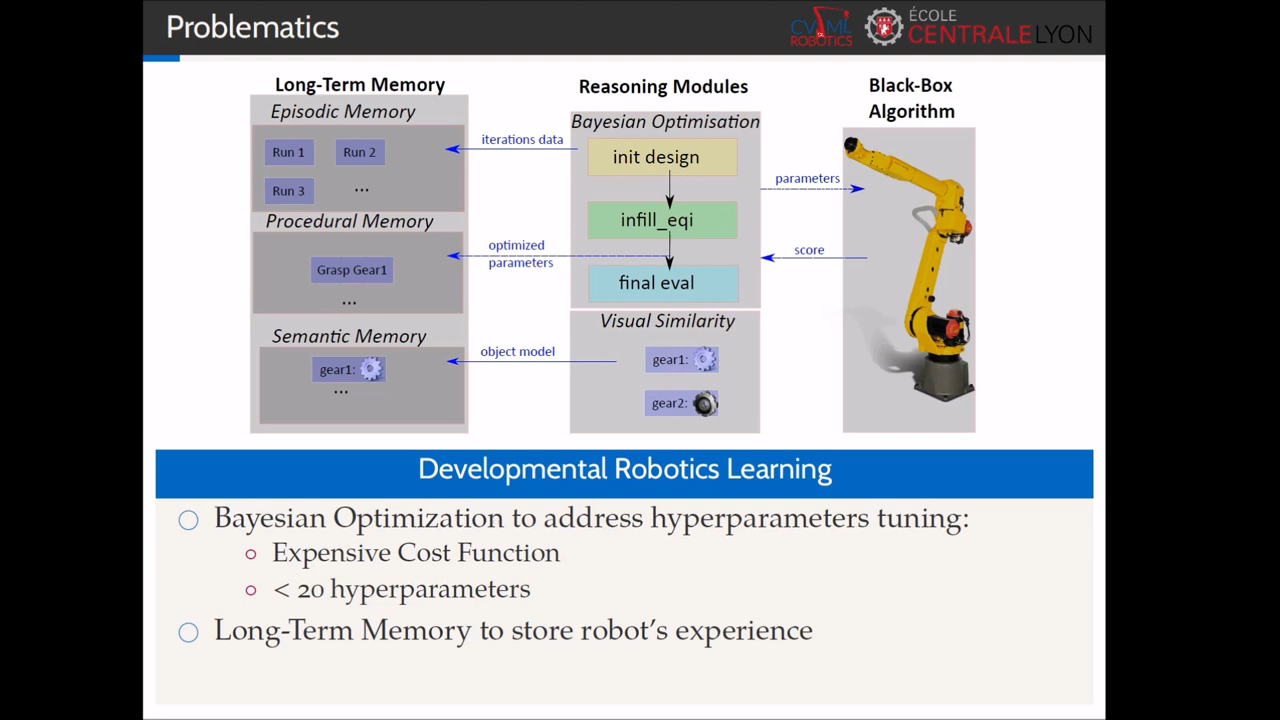 Problematics
CVML
ROBOTICS
ÉCOLE
CENTRALELYON
Long-Term Memory
Episodic Memory
Run 1
Run 2
Run 3
...
Procedural Memory
Grasp Gear1
...
Semantic Memory
gear1:
...
iterations data
optimized
parameters
object model
Reasoning Modules
Bayesian Optimisation
init design
infill_eqi
final eval
Visual Similarity
gear1:
gear2:
parameters
score
Black-Box
Algorithm
Developmental Robotics Learning
Bayesian Optimization to address hyperparameters tuning:
Expensive Cost Function
< 20 hyperparameters
Long-Term Memory to store robot's experience